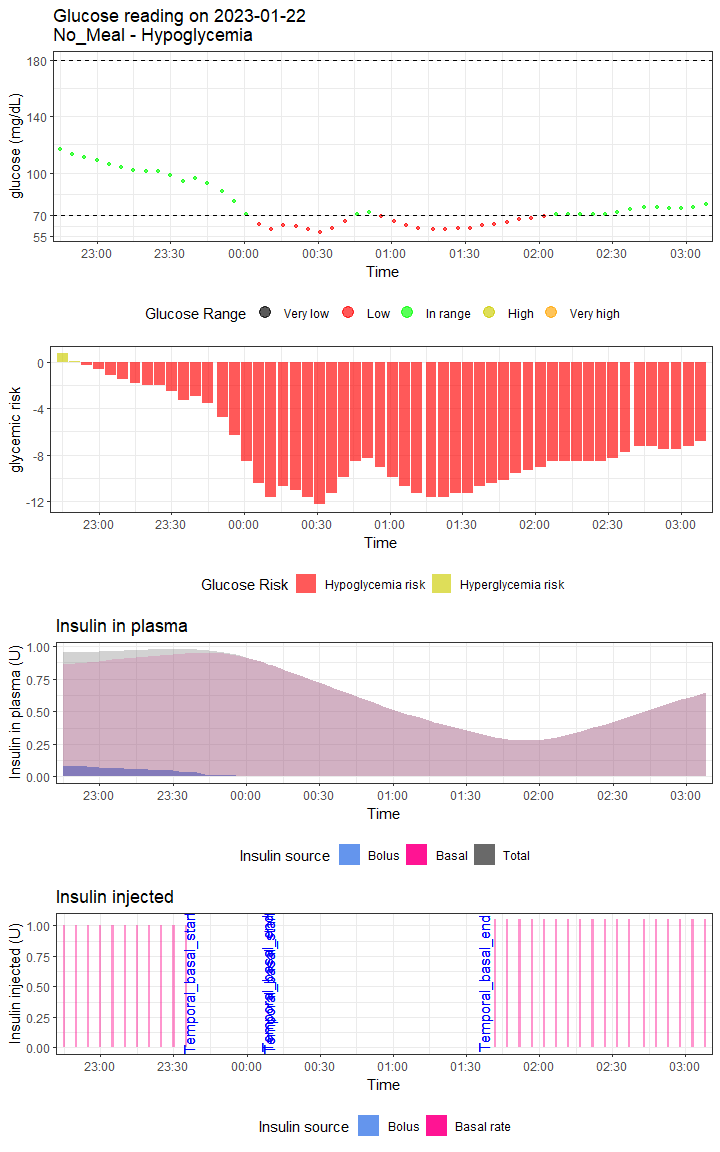 Glucose reading on 2023-01-22
No_Meal - Hypoglycemia
glucose (mg/dL)
180
140
100
70
55
23:00 23:30 00:00 00:30 01:00 01:30 02:00 02:30 03:00
Time
Glucose Range Very low Low In range High Very high
glycemic risk
0
-4
-8
-12
23:00 23:30 00:00 00:30 01:00 01:30 02:00 02:30 03:00
Time
Glucose Risk Hypoglycemia risk Hyperglycemia risk
Insulin in plasma
Insulin in plasma (U)
1.00
0.75
0.50
0.25
0.00
23:00 23:30 00:00 00:30 01:00 01:30 02:00 02:30 03:00
Time
Insulin source Bolus Basal Total
Insulin injected
Insulin injected (U)
1.00
0.75
0.50
0.25
0.00
Temporal_basal_start
Temporal_basal_end
Temporal_basal_start
Temporal_basal_end
23:00 23:30 00:00 00:30 01:00 01:30 02:00 02:30 03:00
Time
Insulin source Bolus Basal rate